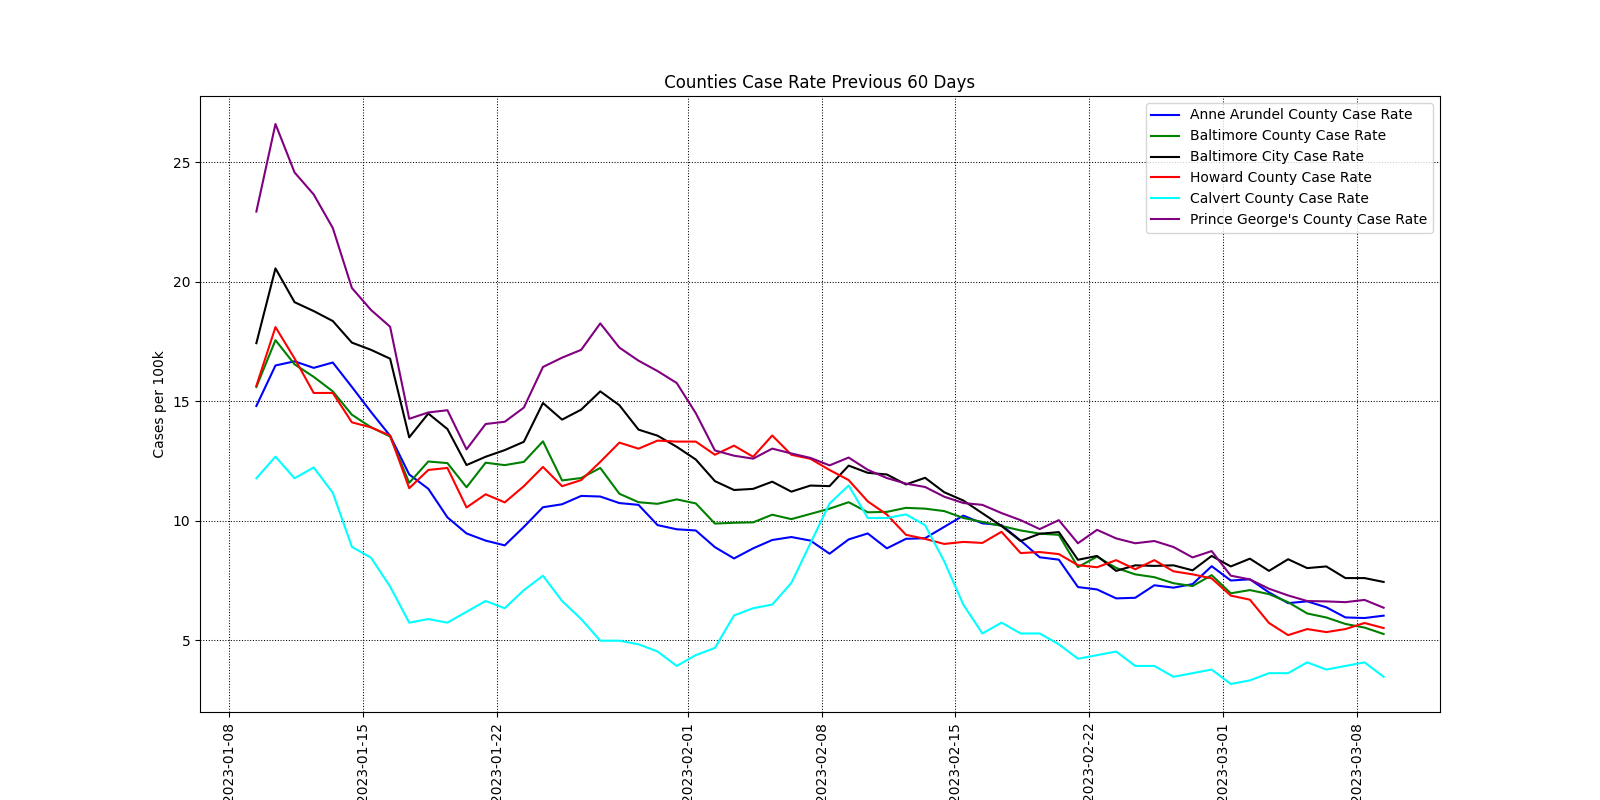 Counties Case Rate Previous 60 Days
Anne Arundel County Case Rate
Baltimore County Case Rate
Baltimore City Case Rate
Howard County Case Rate
Calvert County Case Rate
Prince George's County Case Rate
Cases per 100k
25
20
15
10
5
2023-01-08
2023-01-15
2023-01-22
2023-02-01
2023-02-08
2023-02-15
2023-02-22
2023-03-01
2023-03-08